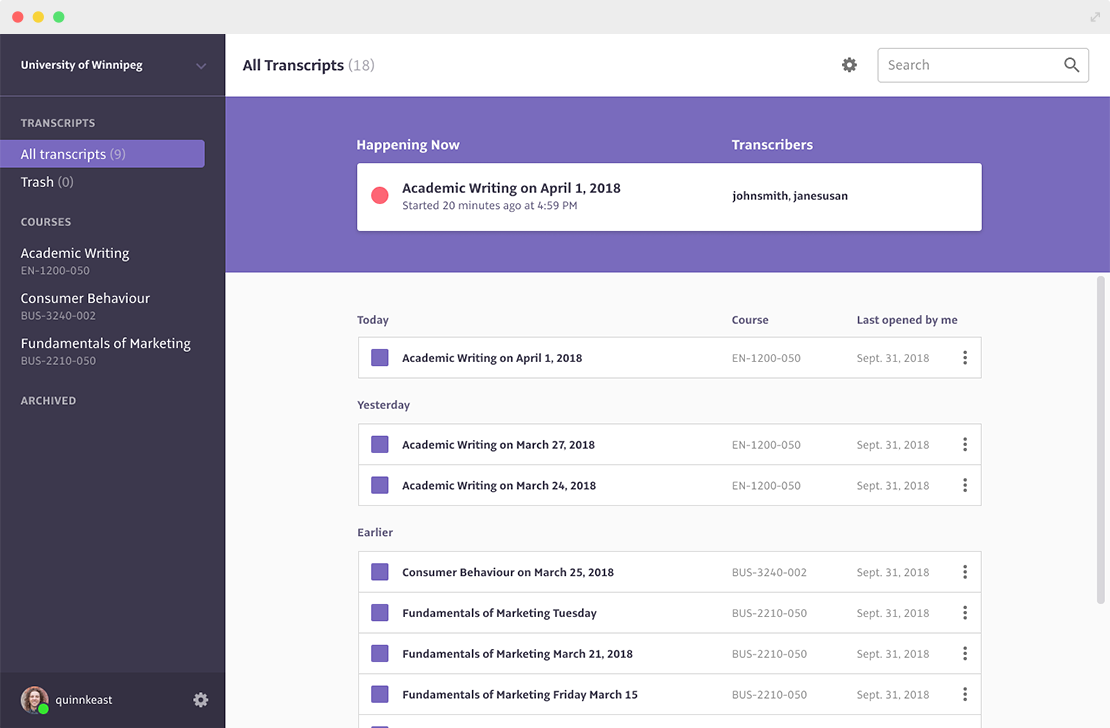 University of Winnipeg
TRANSCRIPTS
All transcripts (9)
Trash (0)
COURSES
Academic Writing
EN-1200-050
Consumer Behaviour
BUS-3240-002
Fundamentals of Marketing
BUS-2210-050
ARCHIVED
quinnkeast
All Transcripts (18)
Search
Happening Now Transcribers
Academic Writing on April 1, 2018 johnsmith, janesusan
Started 20 minutes ago at 4:59 PM
Today Course Last opened by me
Academic Writing on April 1, 2018 EN-1200-050 Sept. 31, 2018
Yesterday
Academic Writing on March 27, 2018 EN-1200-050 Sept. 31, 2018
Academic Writing on March 24, 2018 EN-1200-050 Sept. 31, 2018
Earlier
Consumer Behaviour on March 25, 2018 BUS-3240-002 Sept. 31, 2018
Fundamentals of Marketing Tuesday BUS-2210-050 Sept. 31, 2018
Fundamentals of Marketing March 21, 2018 BUS-2210-050 Sept. 31, 2018
Fundamentals of Marketing Friday March 15 BUS-2210-050 Sept. 31, 2018